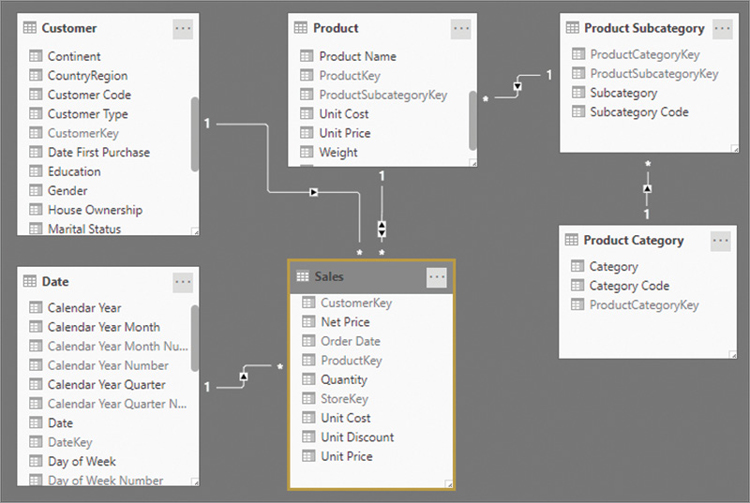 Customer
...
Continent
CountryRegion
Customer Code
Customer Type
CustomerKey
Date First Purchase
Education
Gender
House Ownership
Marital Status
Product
...
Product Name
ProductKey
ProductSubcategoryKey
Unit Cost
Unit Price
Weight
Product Subcategory
...
ProductCategoryKey
ProductSubcategoryKey
Subcategory
Subcategory Code
1
1
*
1
*
1
*
*
Product Category
...
Category
Category Code
ProductCategoryKey
Date
...
Calendar Year
Calendar Year Month
Calendar Year Month Nu...
Calendar Year Number
Calendar Year Quarter
Calendar Year Quarter N...
Date
DateKey
Day of Week
Day of Week Number
1
*
Sales
...
CustomerKey
Net Price
Order Date
ProductKey
Quantity
StoreKey
Unit Cost
Unit Discount
Unit Price